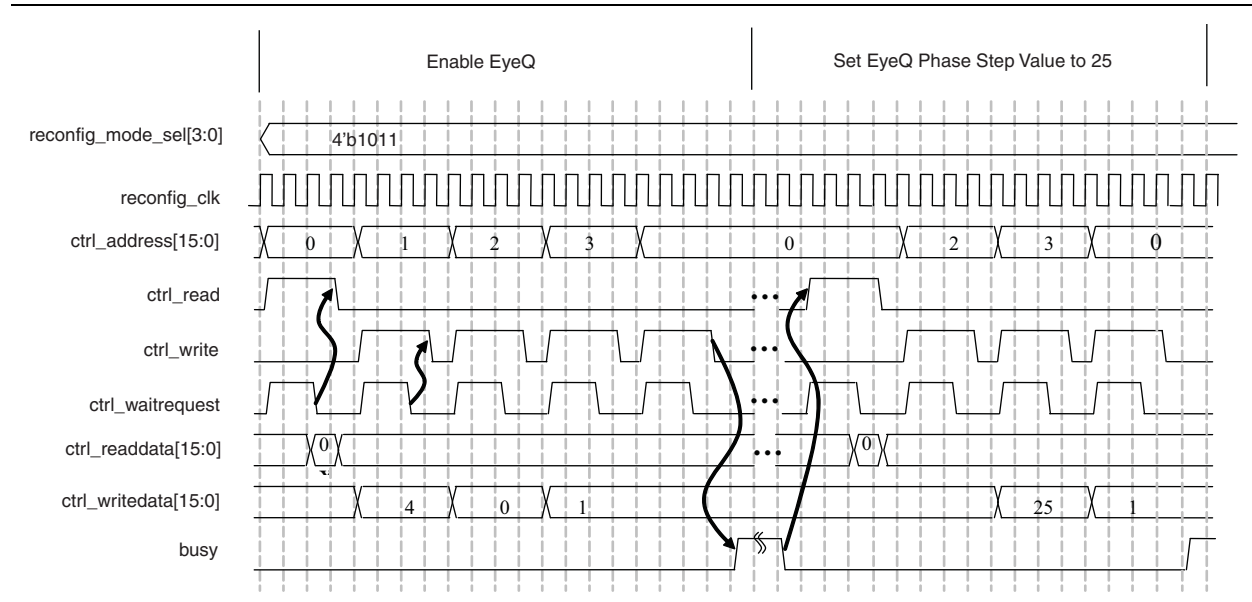 Enable EyeQ Set EyeQ Phase Step Value to 25
reconfig_mode_sel[3:0] 4'b1011
reconfig_clk
ctrl_address[15:0] 0 1 2 3 0 2 3 0
ctrl_read
ctrl_write
ctrl_waitrequest
ctrl_readdata[15:0] 0 0
ctrl_writedata[15:0] 4 0 1 25 1
busy